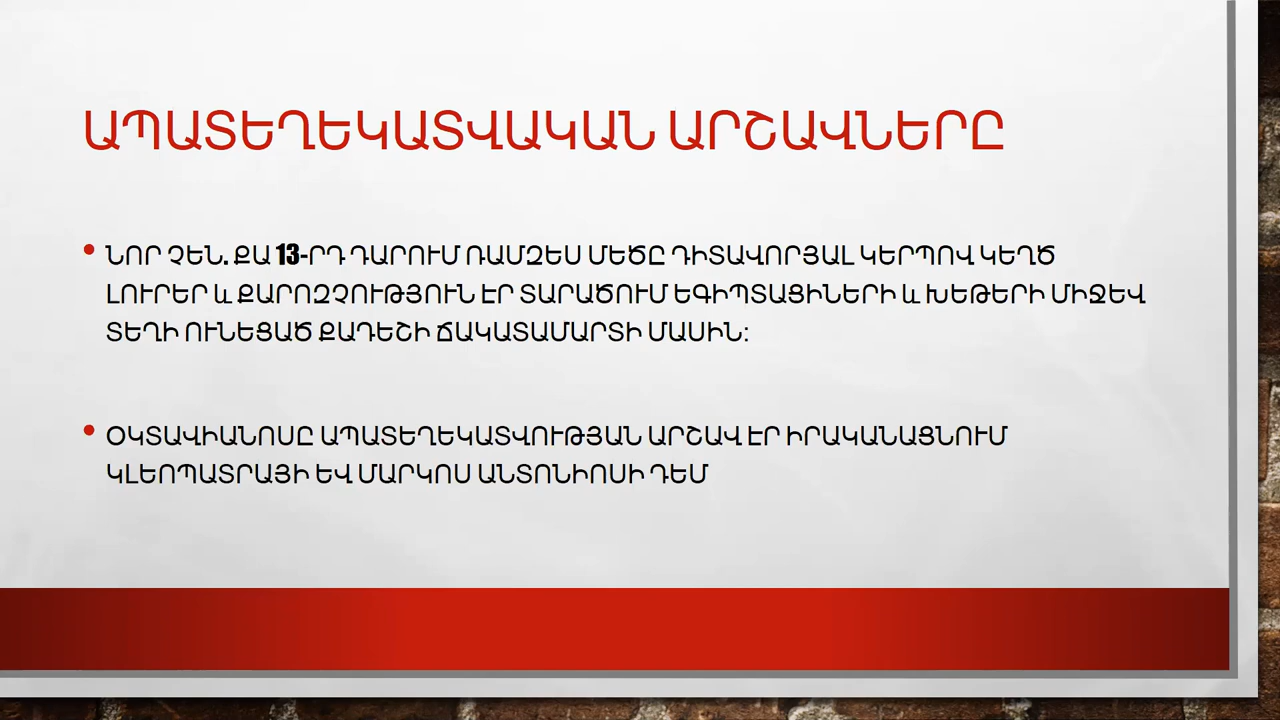 ԱՊԱՏԵՂԵԿԱՏՎԱԿԱՆ ԱՐՇԱՎՆԵՐԸ
• ՆՈՐ ՉԵՆ. ՔԱ 13-ՐԴ ԴԱՐՈՒՄ ՌԱՄԶԵՍ ՄԵԾԸ ԴԻՏԱՎՈՐՅԱԼ ԿԵՐՊՈՎ ԿԵՂԾ
ԼՈՒՐԵՐ և ՔԱՐՈԶՉՈՒԹՅՈՒՆ ԷՐ ՏԱՐԱԾՈՒՄ ԵԳԻՊՏԱՑԻՆԵՐԻ և ԽԵԹԵՐԻ ՄԻՋԵՎ
ՏԵՂԻ ՈՒՆԵՑԱԾ ՔԱԴԵՇԻ ՃԱԿԱՏԱՄԱՐՏԻ ՄԱՍԻՆ:
• ՕԿՏԱՎԻԱՆՈՍԸ ԱՊԱՏԵՂԵԿԱՏՎՈՒԹՅԱՆ ԱՐՇԱՎ ԷՐ ԻՐԱԿԱՆԱՑՆՈՒՄ
ԿԼԵՈՊԱՏՐԱՅԻ ԵՎ ՄԱՐԿՈՍ ԱՆՏՈՆԻՈՍԻ ԴԵՄ